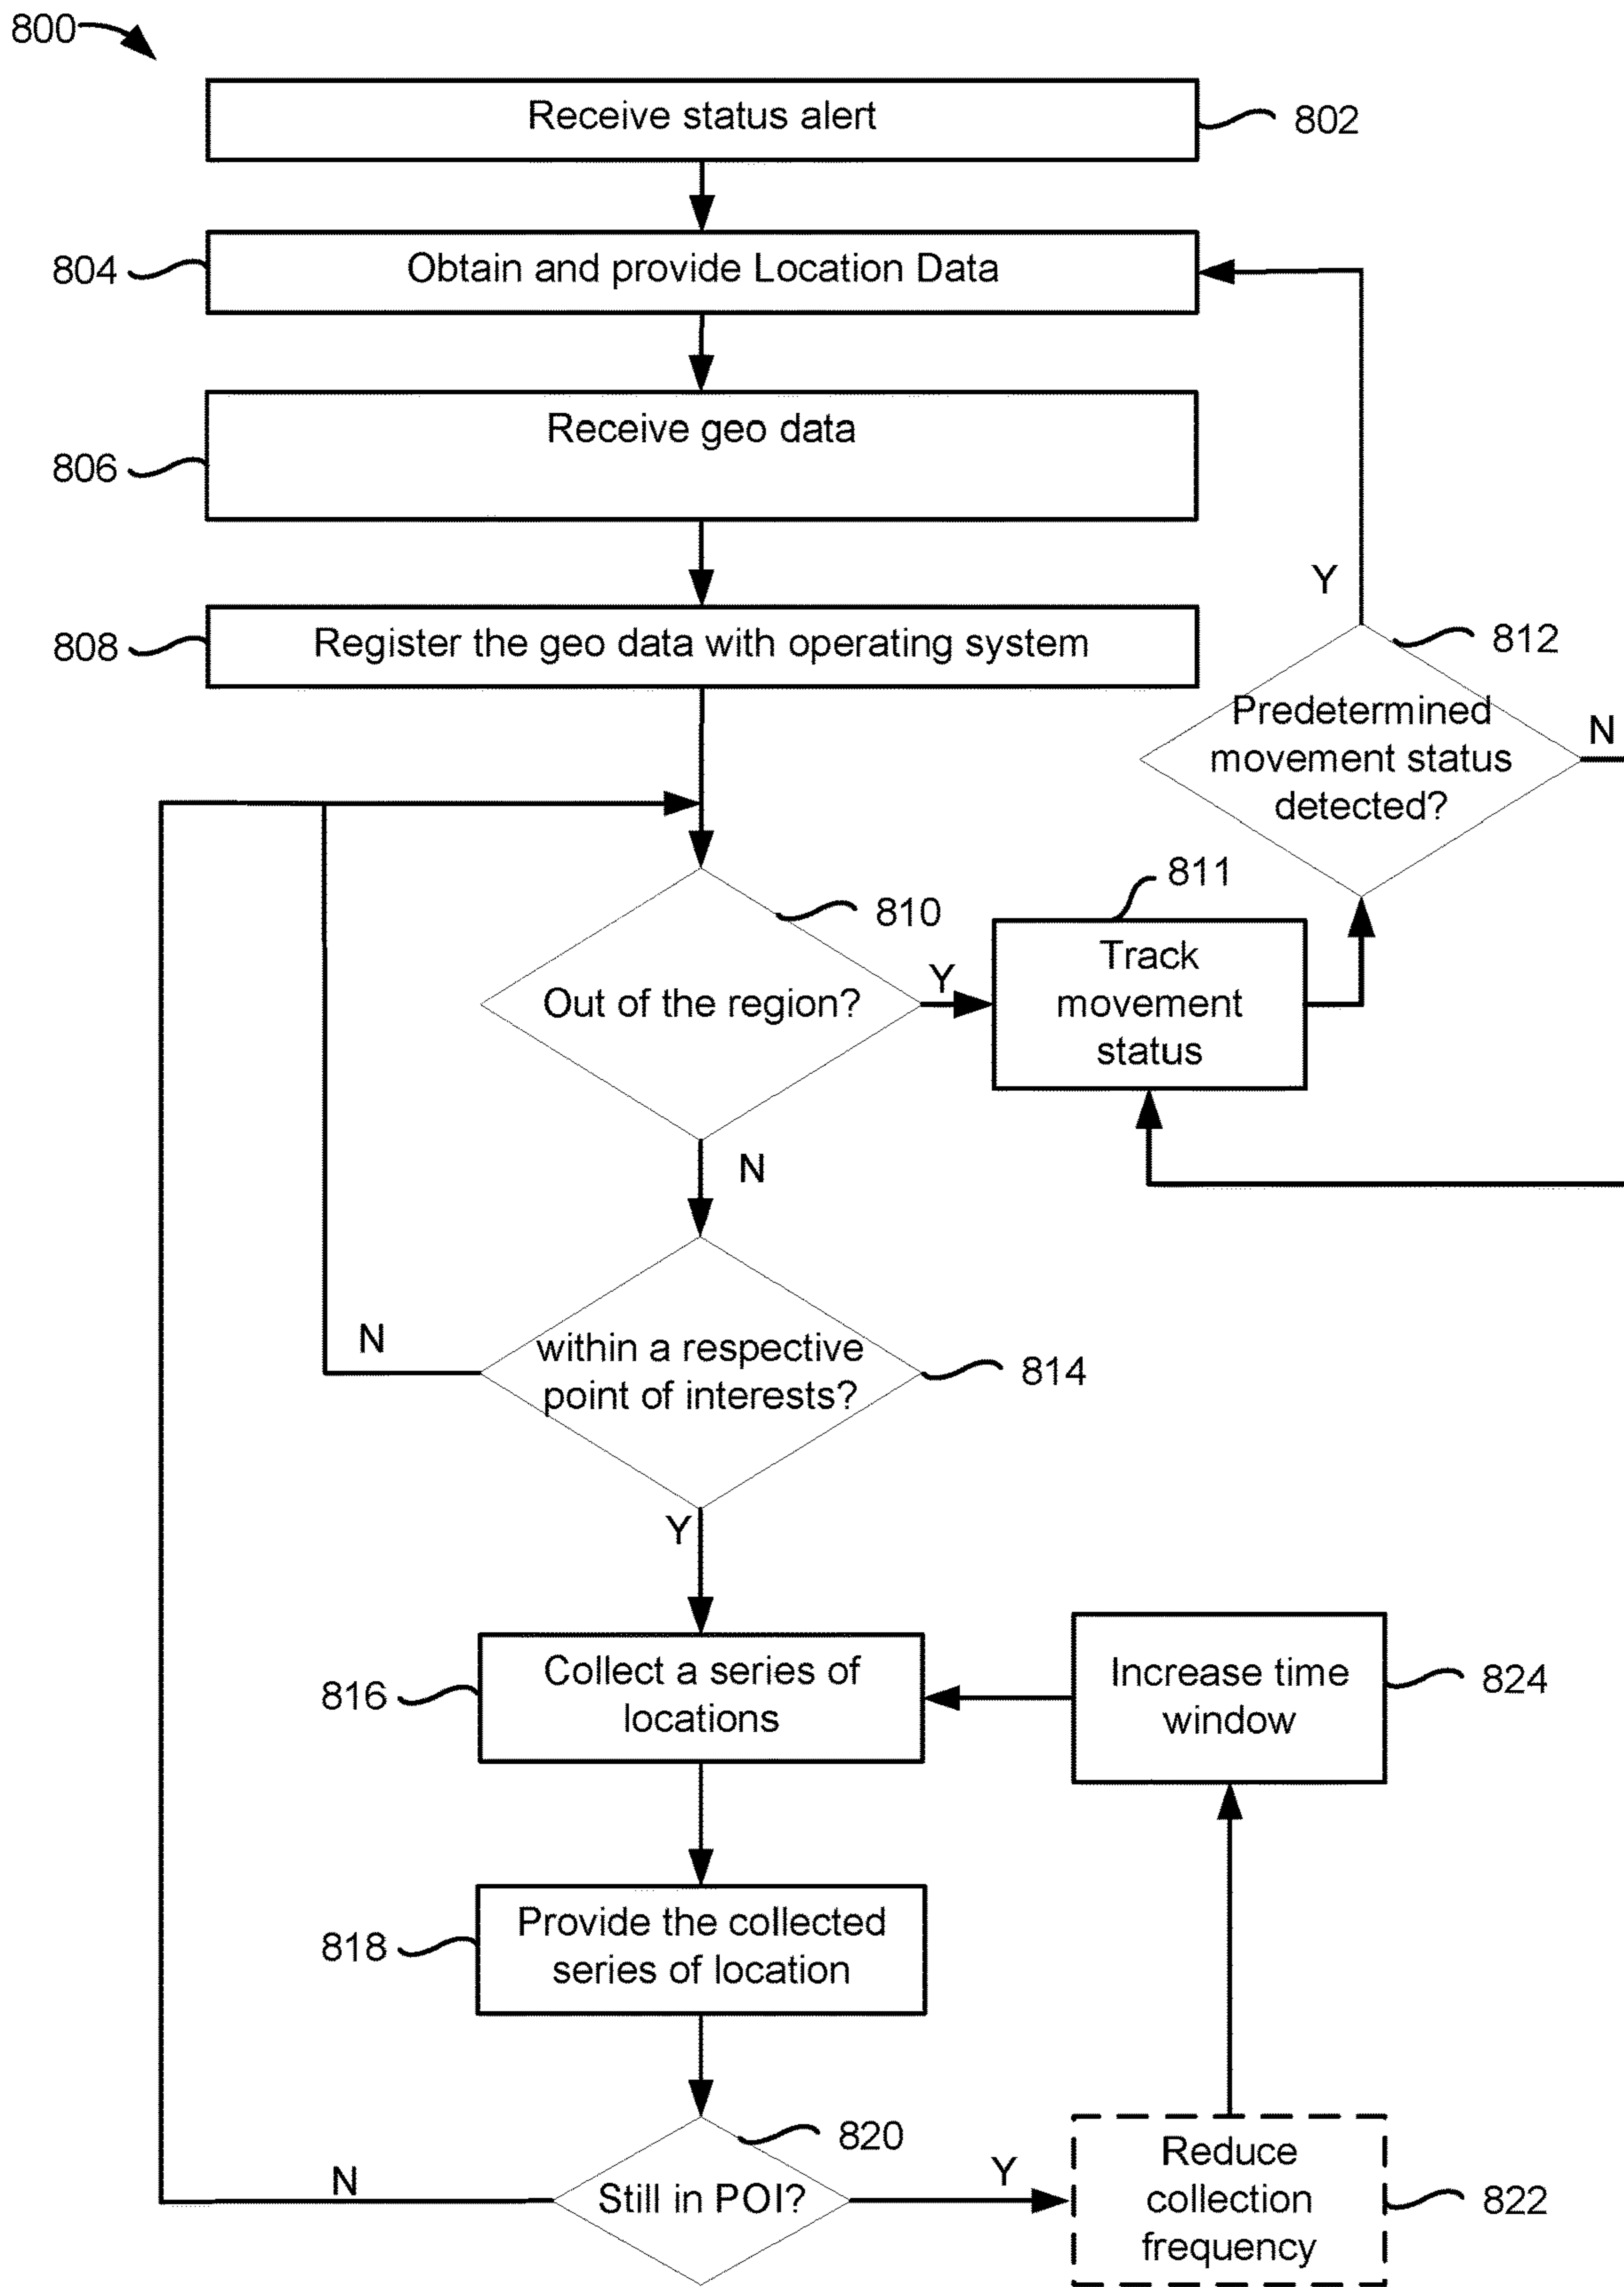 800
Receive status alert
802
804
Obtain and provide Location Data
Receive geo data
806
808
Register the geo data with operating system
Y
812
Predetermined
movement status
detected?
N
811
810
Out of the region?
Y
Track
movement
status
N
N
within a respective
point of interests?
814
Y
816
Collect a series of
locations
Increase time
window
824
818
Provide the collected
series of location
820
N
Still in POI?
Y
Reduce
collection
frequency
822